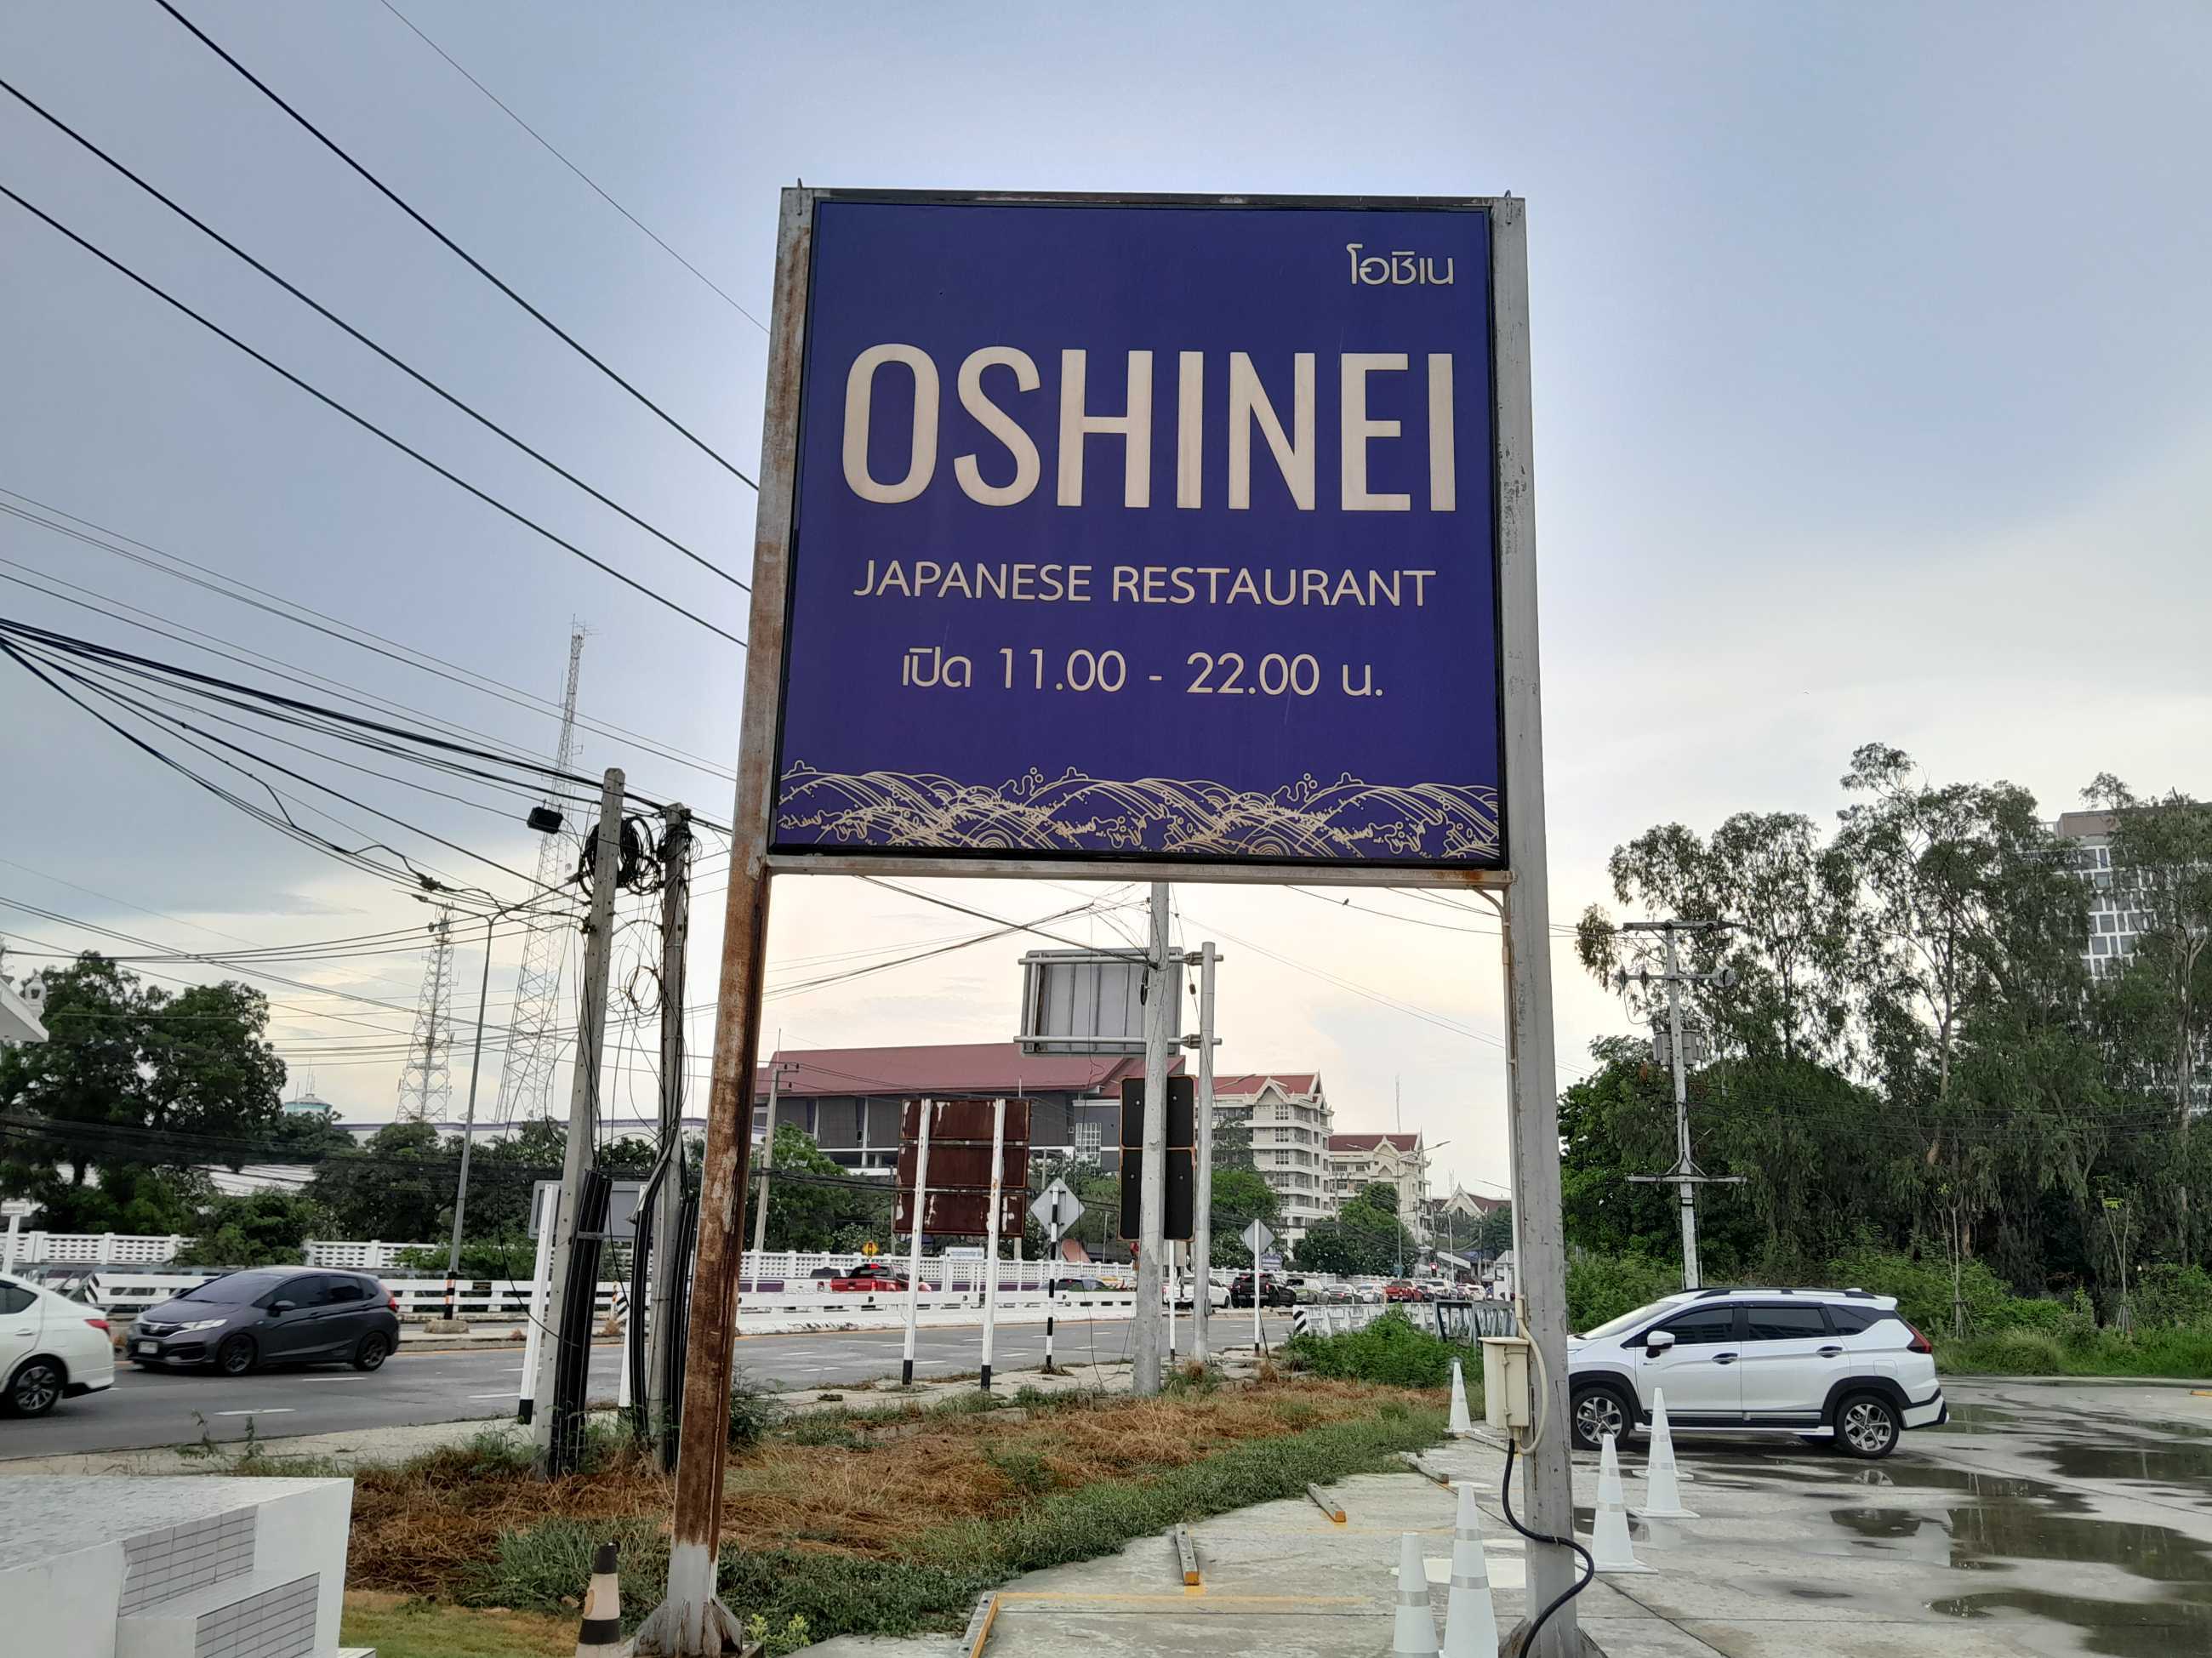 โอชิเน
OSHINEI
JAPANESE RESTAURANT
เปิด 11.00 - 22.00 น.